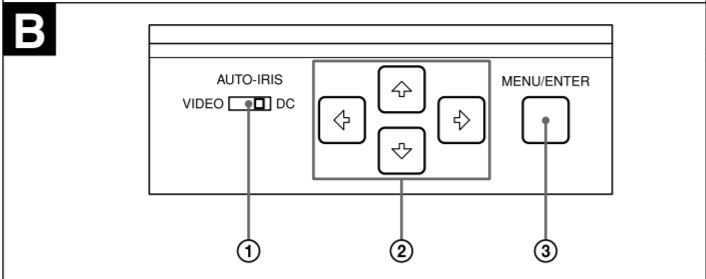 B
AUTO-IRIS
VIDEO DC
MENU/ENTER
① ② ③